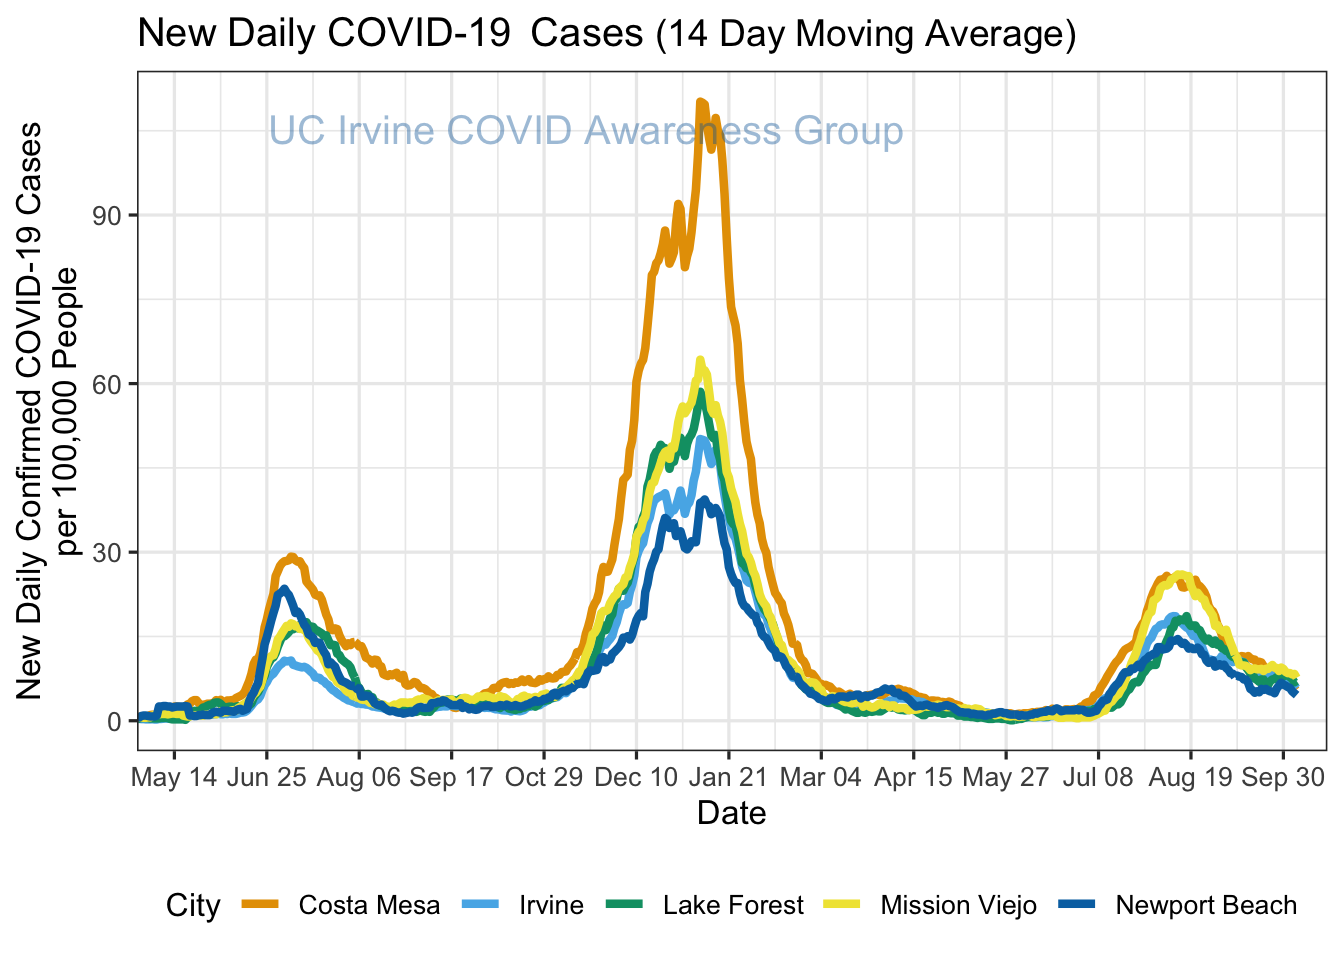 New Daily COVID-19 Cases (14 Day Moving Average)
UC Irvine COVID Awareness Group
New Daily Confirmed COVID-19 Cases
per 100,000 People
90
60
30
0
May 14 Jun 25 Aug 06 Sep 17 Oct 29 Dec 10 Jan 21 Mar 04 Apr 15 May 27 Jul 08 Aug 19 Sep 30
Date
City Costa Mesa Irvine Lake Forest Mission Viejo Newport Beach